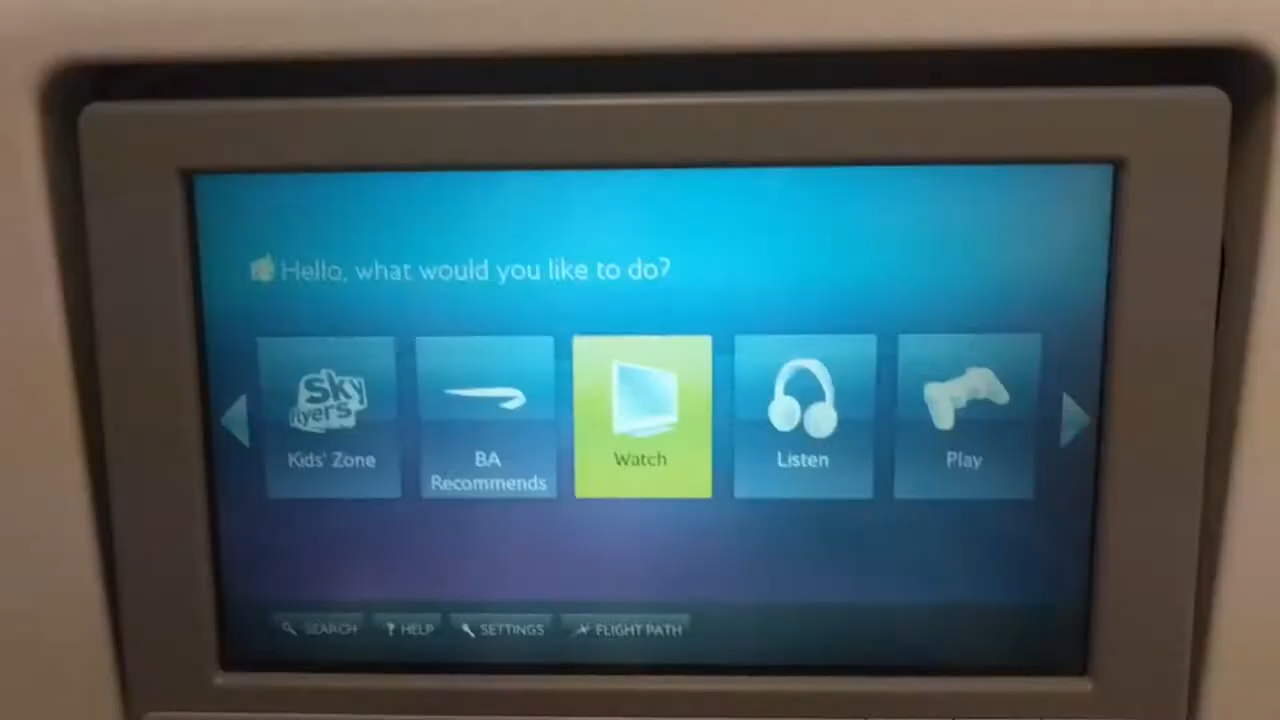 Hello, what would you like to do?
Sky
flyers
Kids' Zone
BA
Recommends
Watch
Listen
Play
SEARCH
HELP
SETTINGS
FLIGHT PATH